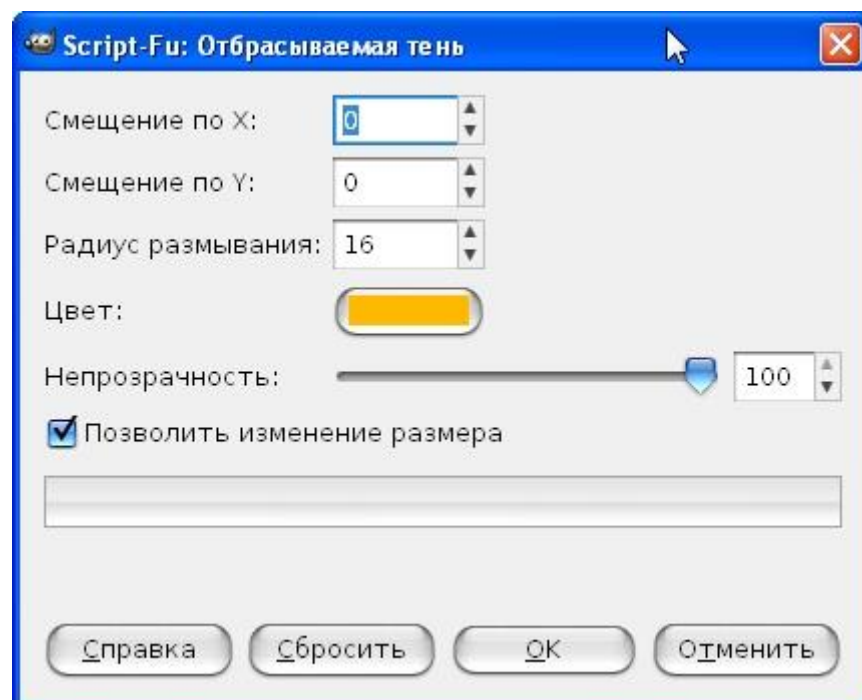 Script-Fu: Отбрасываемая тень
Смещение по X: 0
Смещение по Y: 0
Радиус размывания: 16
Цвет:
Непрозрачность: 100
Позволить изменение размера
Справка Сбросить OK Отменить